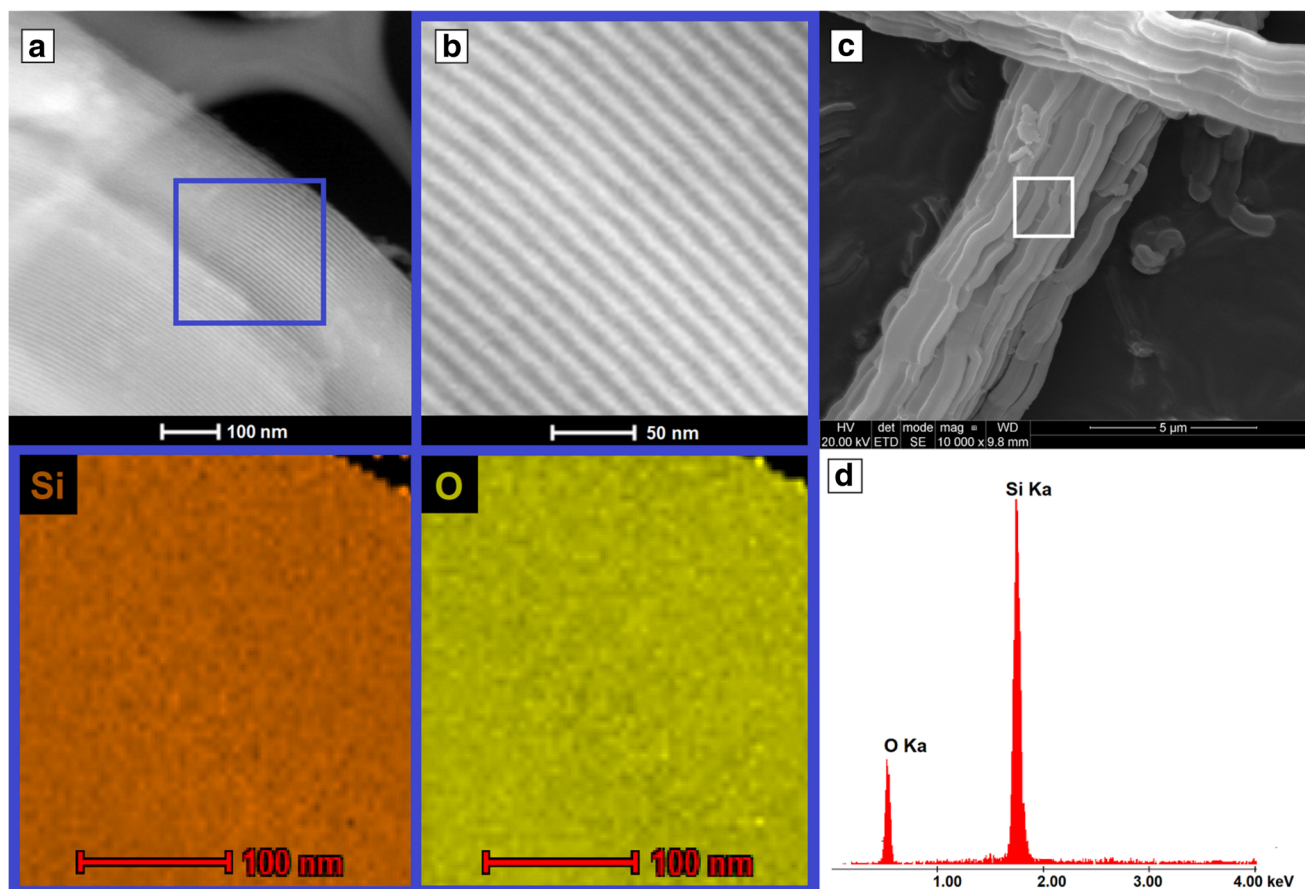 a
100 nm
b
50 nm
c
HV det mode mag WD
20.00 kV ETD SE 10 000 x 9.8 mm
5 µm
Si
100 nm
O
100 nm
d
Si Ka
O Ka
1.00 2.00 3.00 4.00 keV